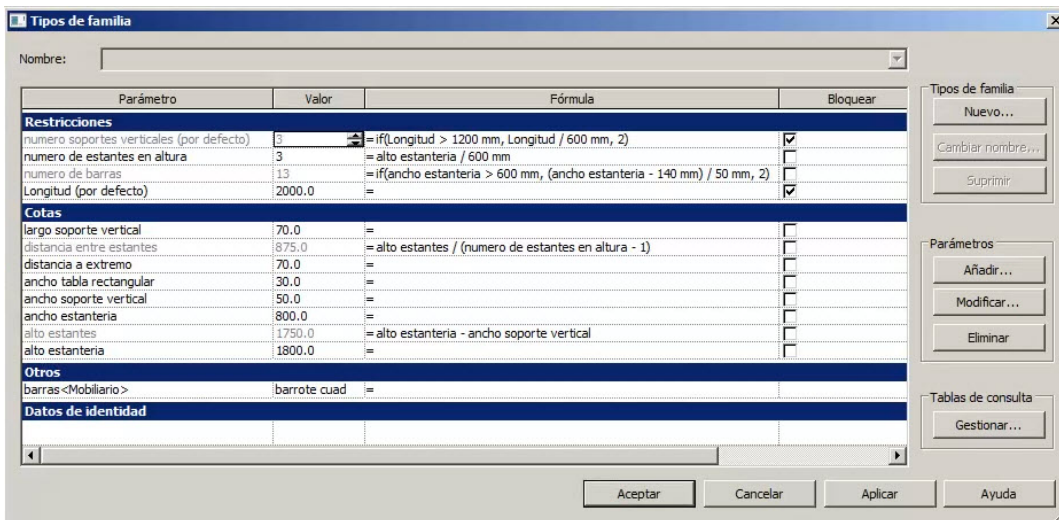 Tipos de familia
Nombre:
Parámetro Valor Fórmula Bloquear
Restricciones
numero soportes verticales (por defecto) 3 = if(Longitud > 1200 mm, Longitud / 600 mm, 2)
numero de estantes en altura 3 = alto estanteria / 600 mm
numero de barras 13 = if(ancho estanteria > 600 mm, (ancho estanteria - 140 mm) / 50 mm, 2)
Longitud (por defecto) 2000.0 =
Cotas
largo soporte vertical 70.0 =
distancia entre estantes 875.0 = alto estantes / (numero de estantes en altura - 1)
distancia a extremo 70.0 =
ancho tabla rectangular 30.0 =
ancho soporte vertical 50.0 =
ancho estanteria 800.0 =
alto estantes 1750.0 = alto estanteria - ancho soporte vertical
alto estanteria 1800.0 =
Otros
barras<Mobiliario> barrote cuad =
Datos de identidad
Tipos de familia
Nuevo...
Cambiar nombre...
Suprimir
Parámetros
Añadir...
Modificar...
Eliminar
Tablas de consulta
Gestionar...
Aceptar Cancelar Aplicar Ayuda